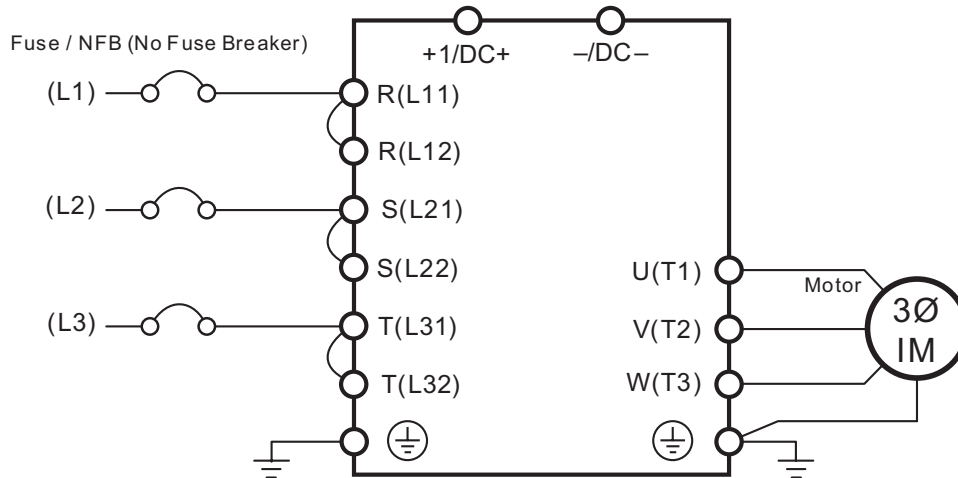 +1/DC+
–/DC–
Fuse / NFB (No Fuse Breaker)
(L1)
R(L11)
R(L12)
(L2)
S(L21)
S(L22)
(L3)
T(L31)
T(L32)
U(T1)
V(T2)
W(T3)
Motor
3Ø
IM